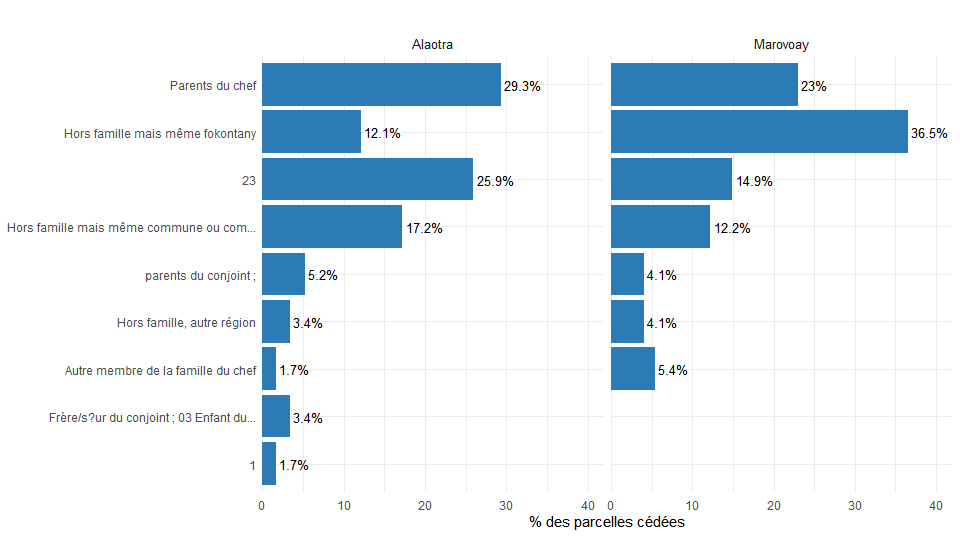 Alaotra
Marovoay
Parents du chef
29.3%
23%
Hors famille mais même fokontany
12.1%
36.5%
23
25.9%
14.9%
Hors famille mais même commune ou com...
17.2%
12.2%
parents du conjoint ;
5.2%
4.1%
Hors famille, autre région
3.4%
4.1%
Autre membre de la famille du chef
1.7%
5.4%
Frère/s?ur du conjoint ; 03 Enfant du...
3.4%
1
1.7%
0 10 20 30 40
0 10 20 30 40
% des parcelles cédées